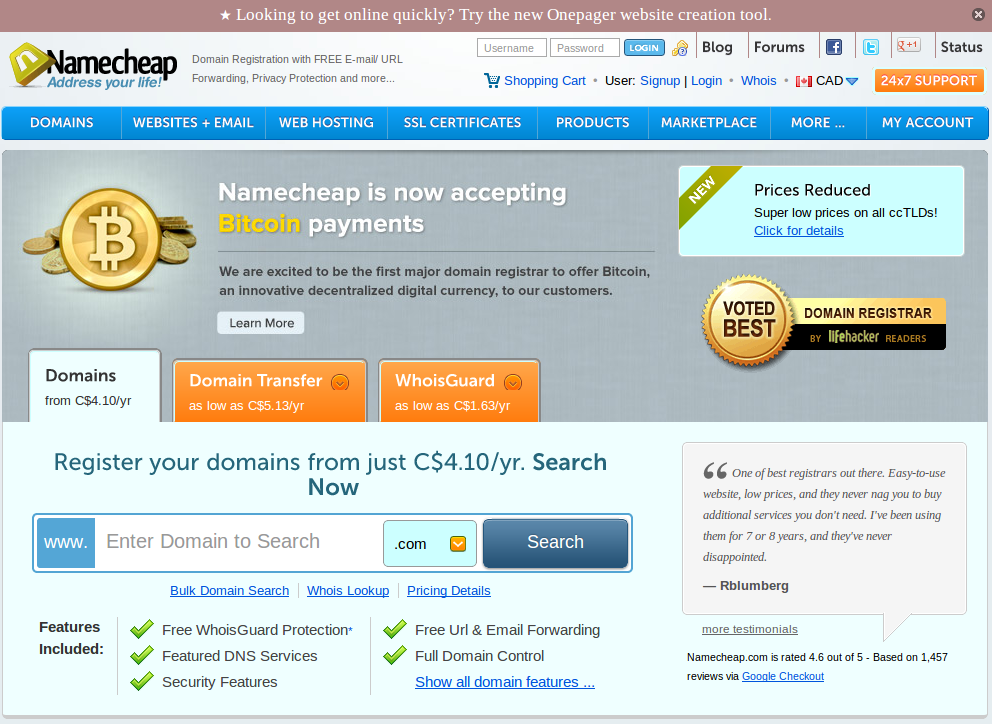 ★ Looking to get online quickly? Try the new Onepager website creation tool.
Namecheap
Address your life!
Domain Registration with FREE E-mail/ URL
Forwarding, Privacy Protection and more...
Username Password LOGIN Blog Forums g +1 Status
Shopping Cart • User: Signup | Login • Whois • CAD 24x7 SUPPORT
DOMAINS WEBSITES + EMAIL WEB HOSTING SSL CERTIFICATES PRODUCTS MARKETPLACE MORE ... MY ACCOUNT
Namecheap is now accepting
Bitcoin payments
We are excited to be the first major domain registrar to offer Bitcoin,
an innovative decentralized digital currency, to our customers.
Learn More
NEW
Prices Reduced
Super low prices on all ccTLDs!
Click for details
VOTED
BEST
DOMAIN REGISTRAR
BY lifehacker READERS
Domains
from C$4.10/yr
Domain Transfer
as low as C$5.13/yr
WhoisGuard
as low as C$1.63/yr
Register your domains from just C$4.10/yr. Search
Now
www. Enter Domain to Search .com Search
Bulk Domain Search Whois Lookup Pricing Details
Features
Included:
Free WhoisGuard Protection*
Featured DNS Services
Security Features
Free Url & Email Forwarding
Full Domain Control
Show all domain features ...
“ One of best registrars out there. Easy-to-use
website, low prices, and they never nag you to buy
additional services you don't need. I've been using
them for 7 or 8 years, and they've never
disappointed.
— Rblumberg
more testimonials
Namecheap.com is rated 4.6 out of 5 - Based on 1,457
reviews via Google Checkout